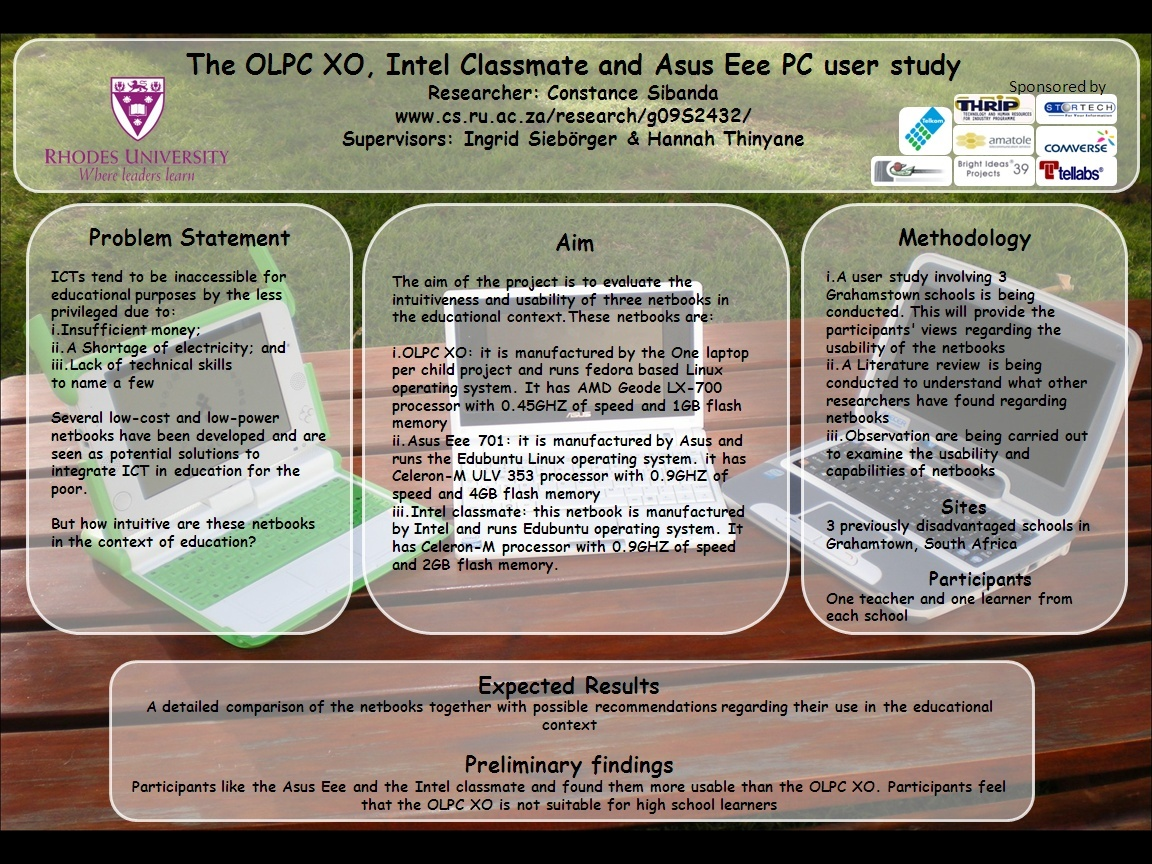 The OLPC XO, Intel Classmate and Asus Eee PC user study
Researcher: Constance Sibanda
www.cs.ru.ac.za/research/g09S2432/
Supervisors: Ingrid Siebörger & Hannah Thinyane
RHODES UNIVERSITY
Where leaders learn
Sponsored by
Telkom
THRIP
TECHNOLOGY AND HUMAN RESOURCES
FOR INDUSTRY PROGRAMME
STORTECH
For Your Information
amatole
COMVERSE
Bright Ideas
Projects 39
tellabs
Problem Statement
ICTs tend to be inaccessible for
educational purposes by the less
privileged due to:
i.Insufficient money;
ii.A Shortage of electricity; and
iii.Lack of technical skills
to name a few
Several low-cost and low-power
netbooks have been developed and are
seen as potential solutions to
integrate ICT in education for the
poor.
But how intuitive are these netbooks
in the context of education?
Aim
The aim of the project is to evaluate the
intuitiveness and usability of three netbooks in
the educational context. These netbooks are:
i.OLPC XO: it is manufactured by the One laptop
per child project and runs fedora based Linux
operating system. It has AMD Geode LX-700
processor with 0.45GHZ of speed and 1GB flash
memory
ii.Asus Eee 701: it is manufactured by Asus and
runs the Edubuntu Linux operating system. it has
Celeron-M ULV 353 processor with 0.9GHZ of
speed and 4GB flash memory
iii.Intel classmate: this netbook is manufactured
by Intel and runs Edubuntu operating system. It
has Celeron-M processor with 0.9GHZ of speed
and 2GB flash memory.
ASUS
Methodology
i.A user study involving 3
Grahamstown schools is being
conducted. This will provide the
participants' views regarding the
usability of the netbooks
ii.A Literature review is being
conducted to understand what other
researchers have found regarding
netbooks
iii.Observation are being carried out
to examine the usability and
capabilities of netbooks
Sites
3 previously disadvantaged schools in
Grahamtown, South Africa
Participants
One teacher and one learner from
each school
Expected Results
A detailed comparison of the netbooks together with possible recommendations regarding their use in the educational
context
Preliminary findings
Participants like the Asus Eee and the Intel classmate and found them more usable than the OLPC XO. Participants feel
that the OLPC XO is not suitable for high school learners